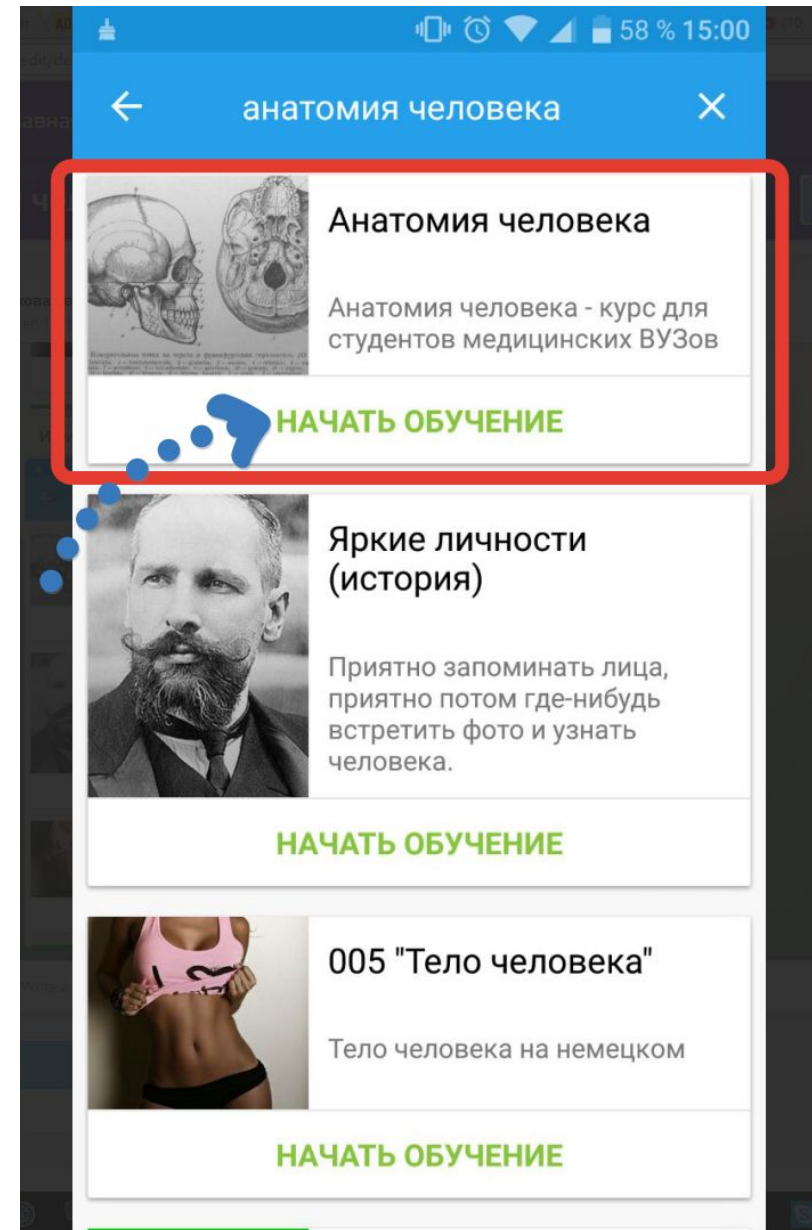 58 % 15:00
анатомия человека
Анатомия человека
Анатомия человека - курс для
студентов медицинских ВУЗов
НАЧАТЬ ОБУЧЕНИЕ
Яркие личности
(история)
Приятно запоминать лица,
приятно потом где-нибудь
встретить фото и узнать
человека.
НАЧАТЬ ОБУЧЕНИЕ
005 "Тело человека"
Тело человека на немецком
НАЧАТЬ ОБУЧЕНИЕ